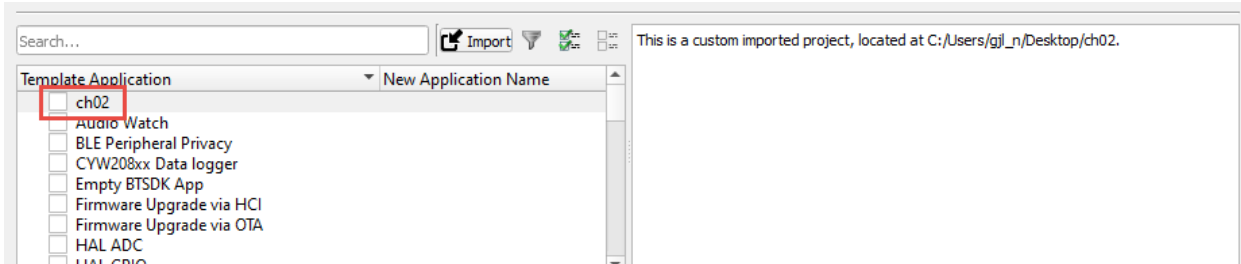 Search...
Import
This is a custom imported project, located at C:/Users/gjl_n/Desktop/ch02.
Template Application
New Application Name
ch02
Audio Watch
BLE Peripheral Privacy
CYW208xx Data logger
Empty BTSDK App
Firmware Upgrade via HCI
Firmware Upgrade via OTA
HAL ADC
HAL GPIO